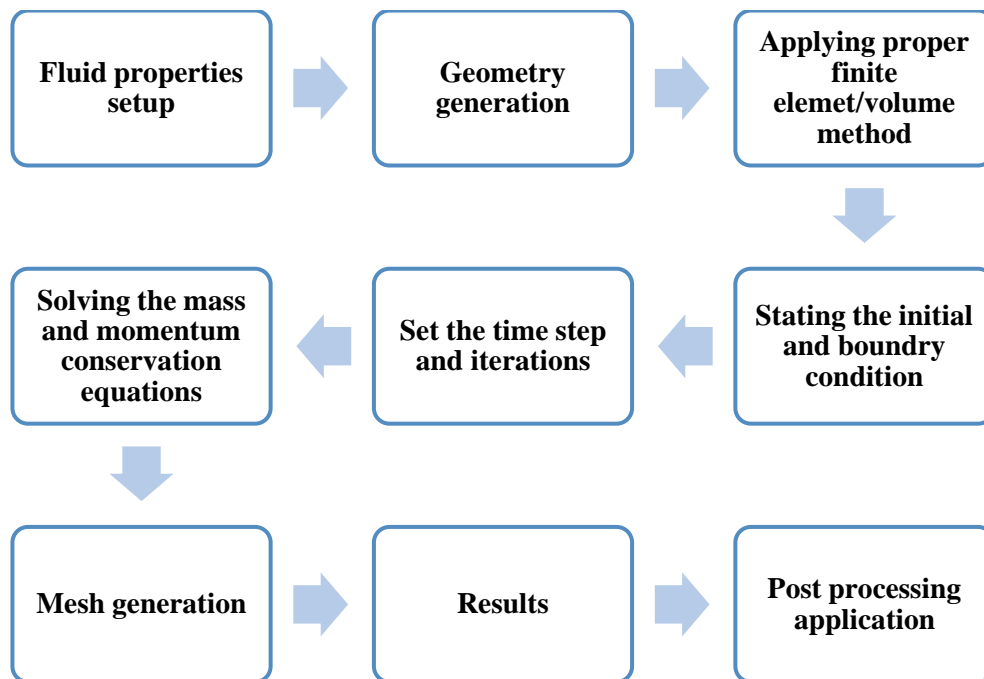 Fluid properties
setup
Geometry
generation
Applying proper
finite
elemet/volume
method
Stating the initial
and boundry
condition
Set the time step
and iterations
Solving the mass
and momentum
conservation
equations
Mesh generation
Results
Post processing
application